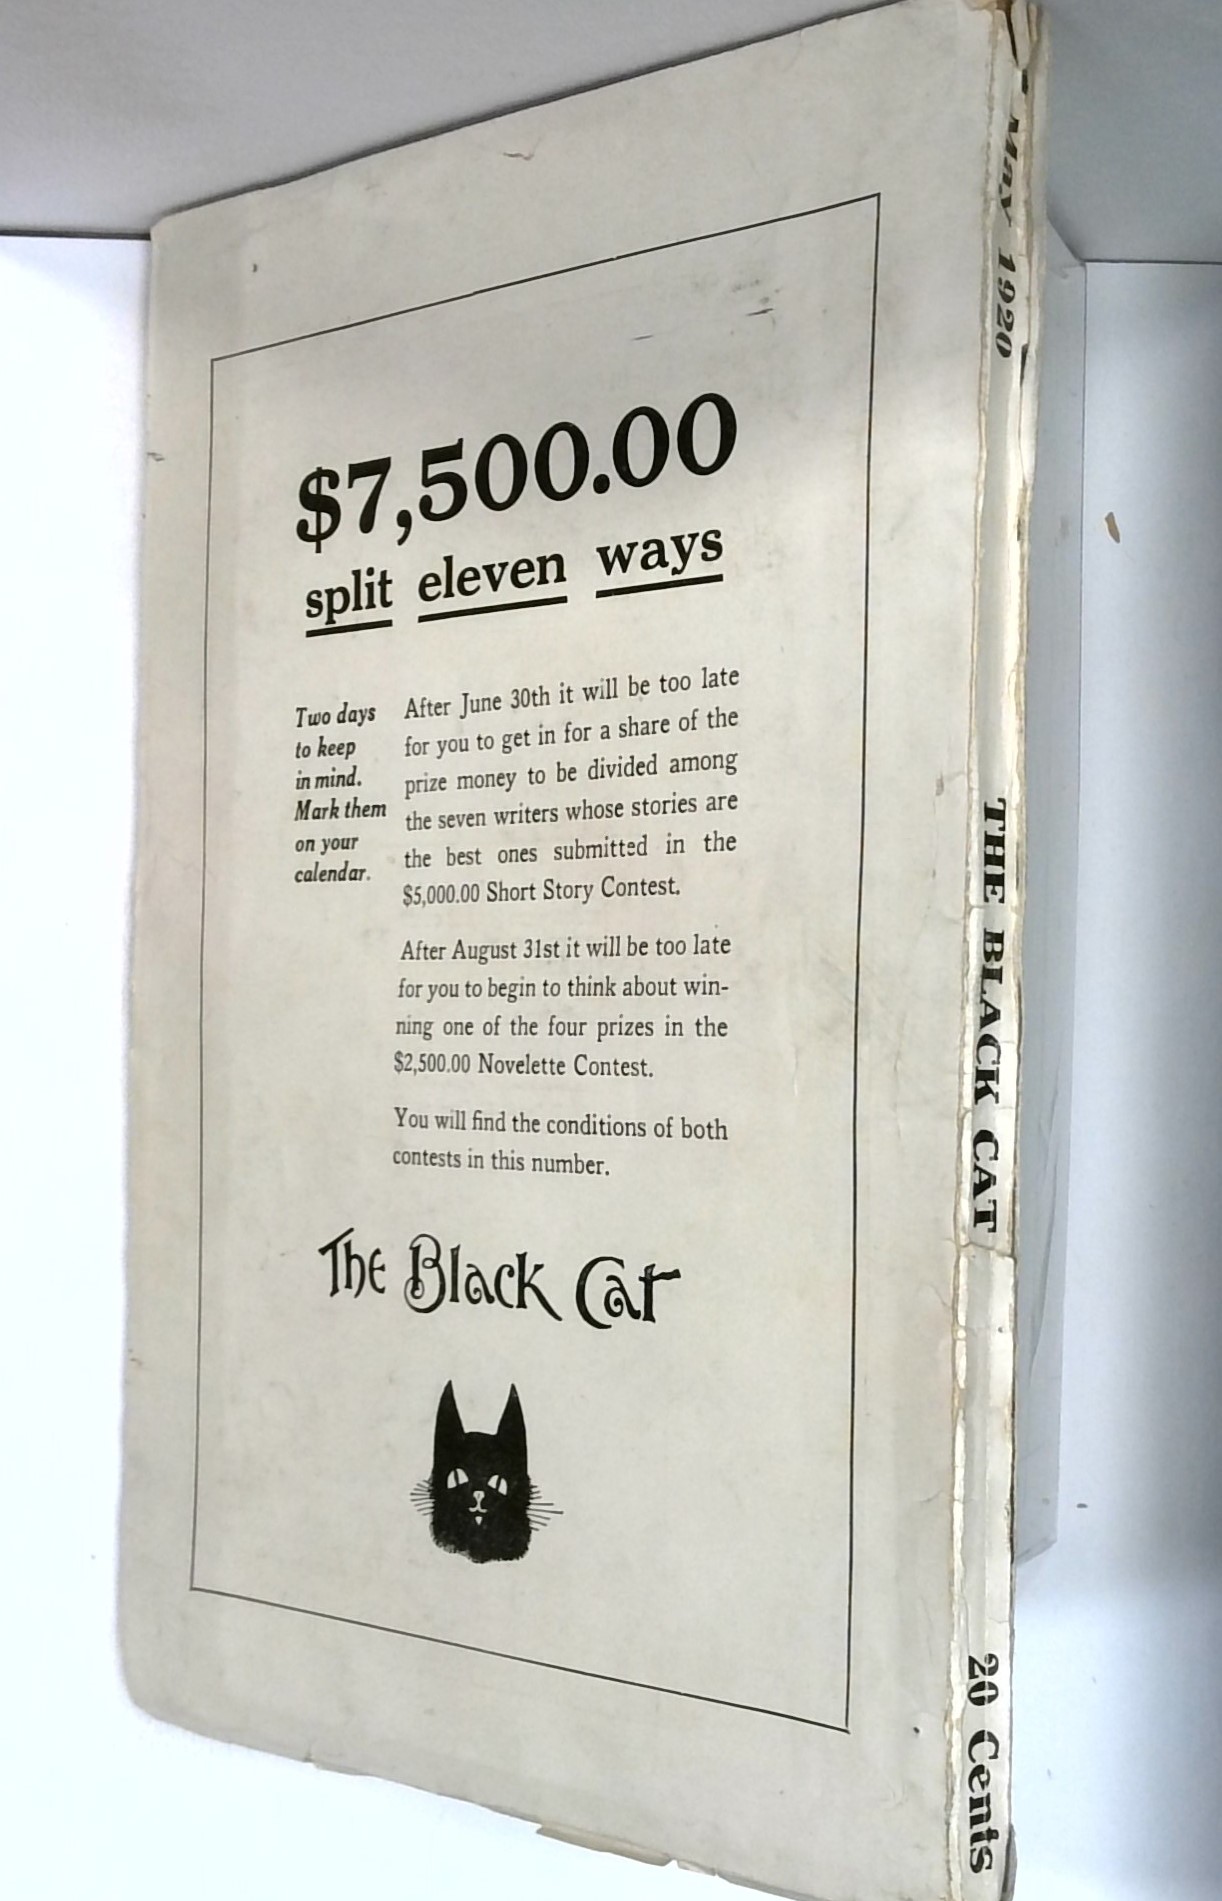 $7,500.00
split eleven ways
Two days
to keep
in mind.
Mark them
on your
calendar.
After June 30th it will be too late
for you to get in for a share of the
prize money to be divided among
the seven writers whose stories are
the best ones submitted in the
$5,000.00 Short Story Contest.
After August 31st it will be too late
for you to begin to think about win-
ning one of the four prizes in the
$2,500.00 Novelette Contest.
You will find the conditions of both
contests in this number.
The Black Cat
May 1920
THE BLACK CAT
20 Cents